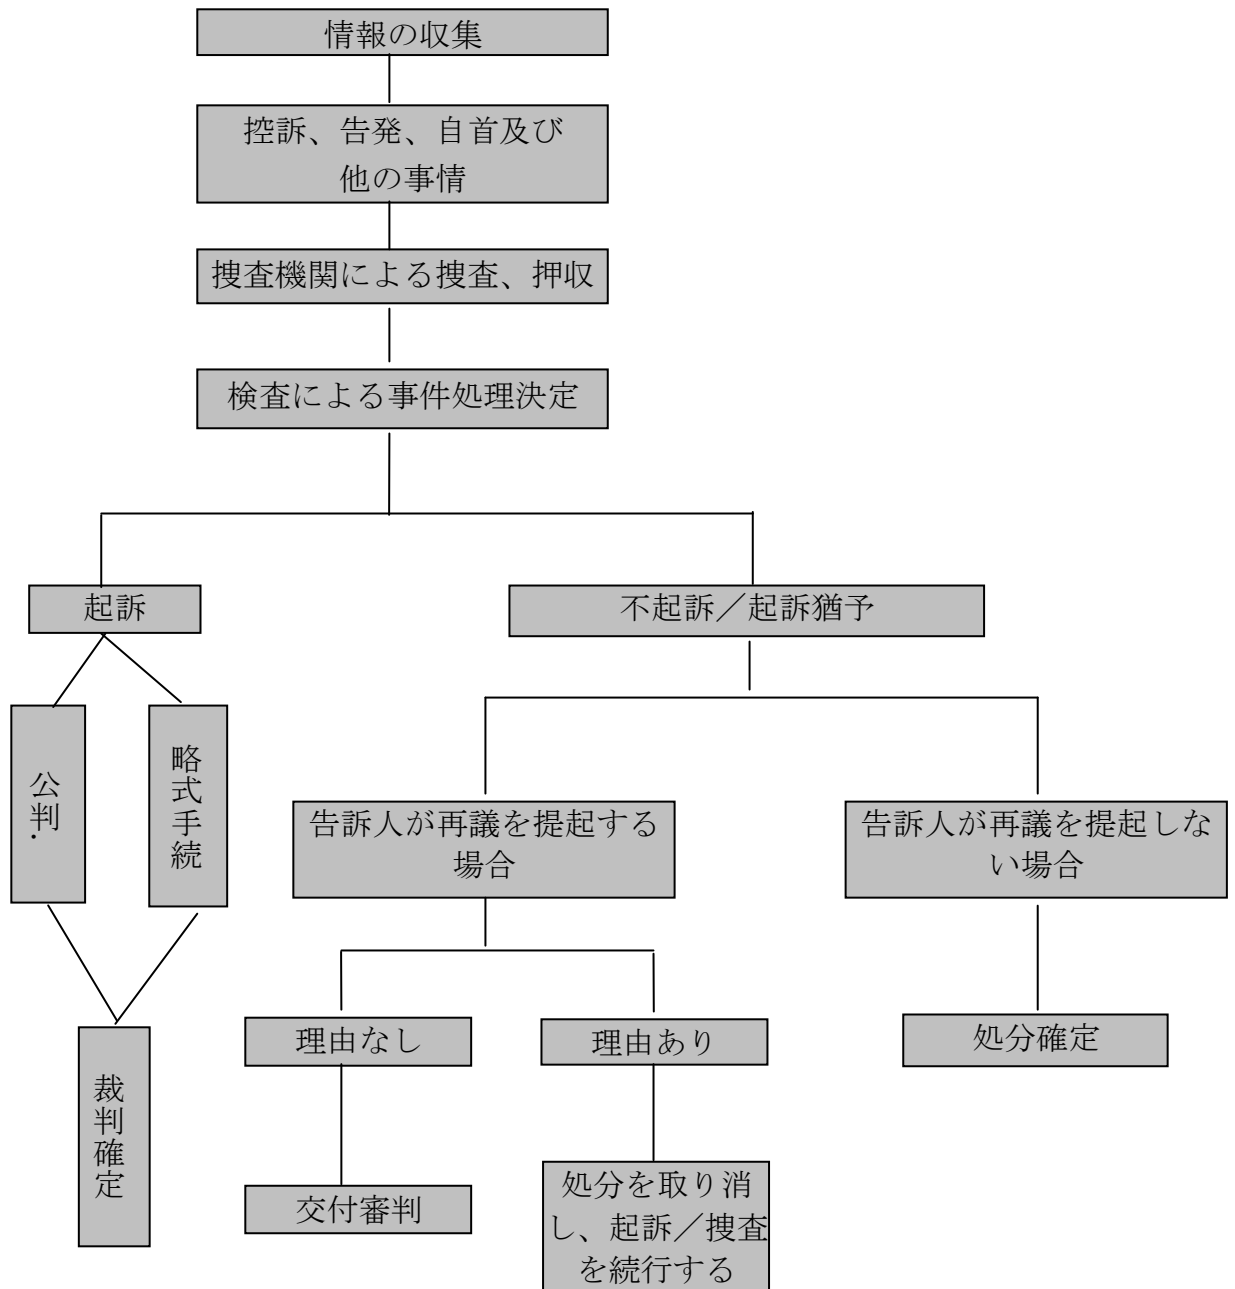 情報の収集
控訴、告発、自首及び
他の事情
捜査機関による捜査、押収
検査による事件処理決定
起訴
不起訴／起訴猶予
公判.
略式手続
告訴人が再議を提起する
場合
告訴人が再議を提起しな
い場合
裁判確定
理由なし
理由あり
処分確定
交付審判
処分を取り消
し、起訴／捜査
を続行する